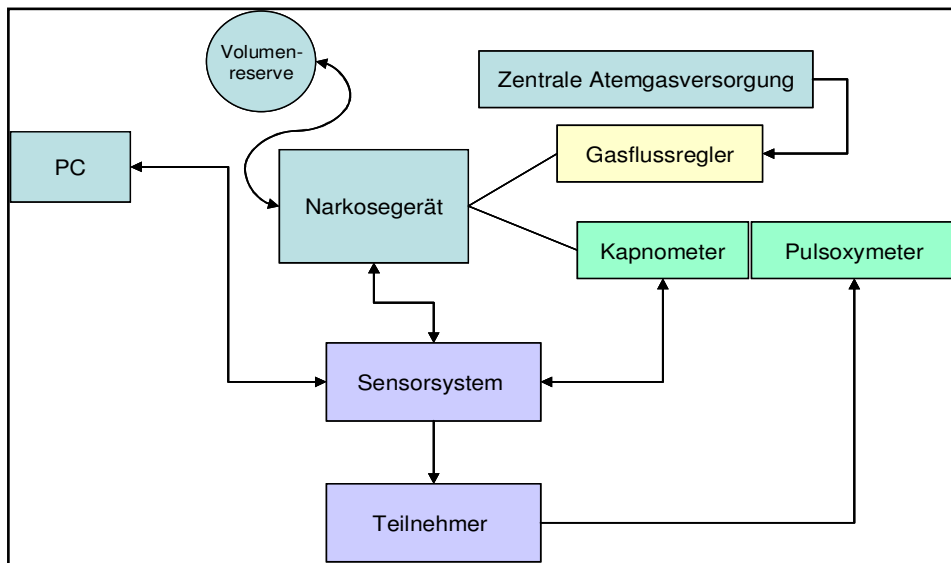 Volumen-
reserve
Zentrale Atemgasversorgung
PC
Gasflussregler
Narkosegerät
Kapnometer
Pulsoxymeter
Sensorsystem
Teilnehmer